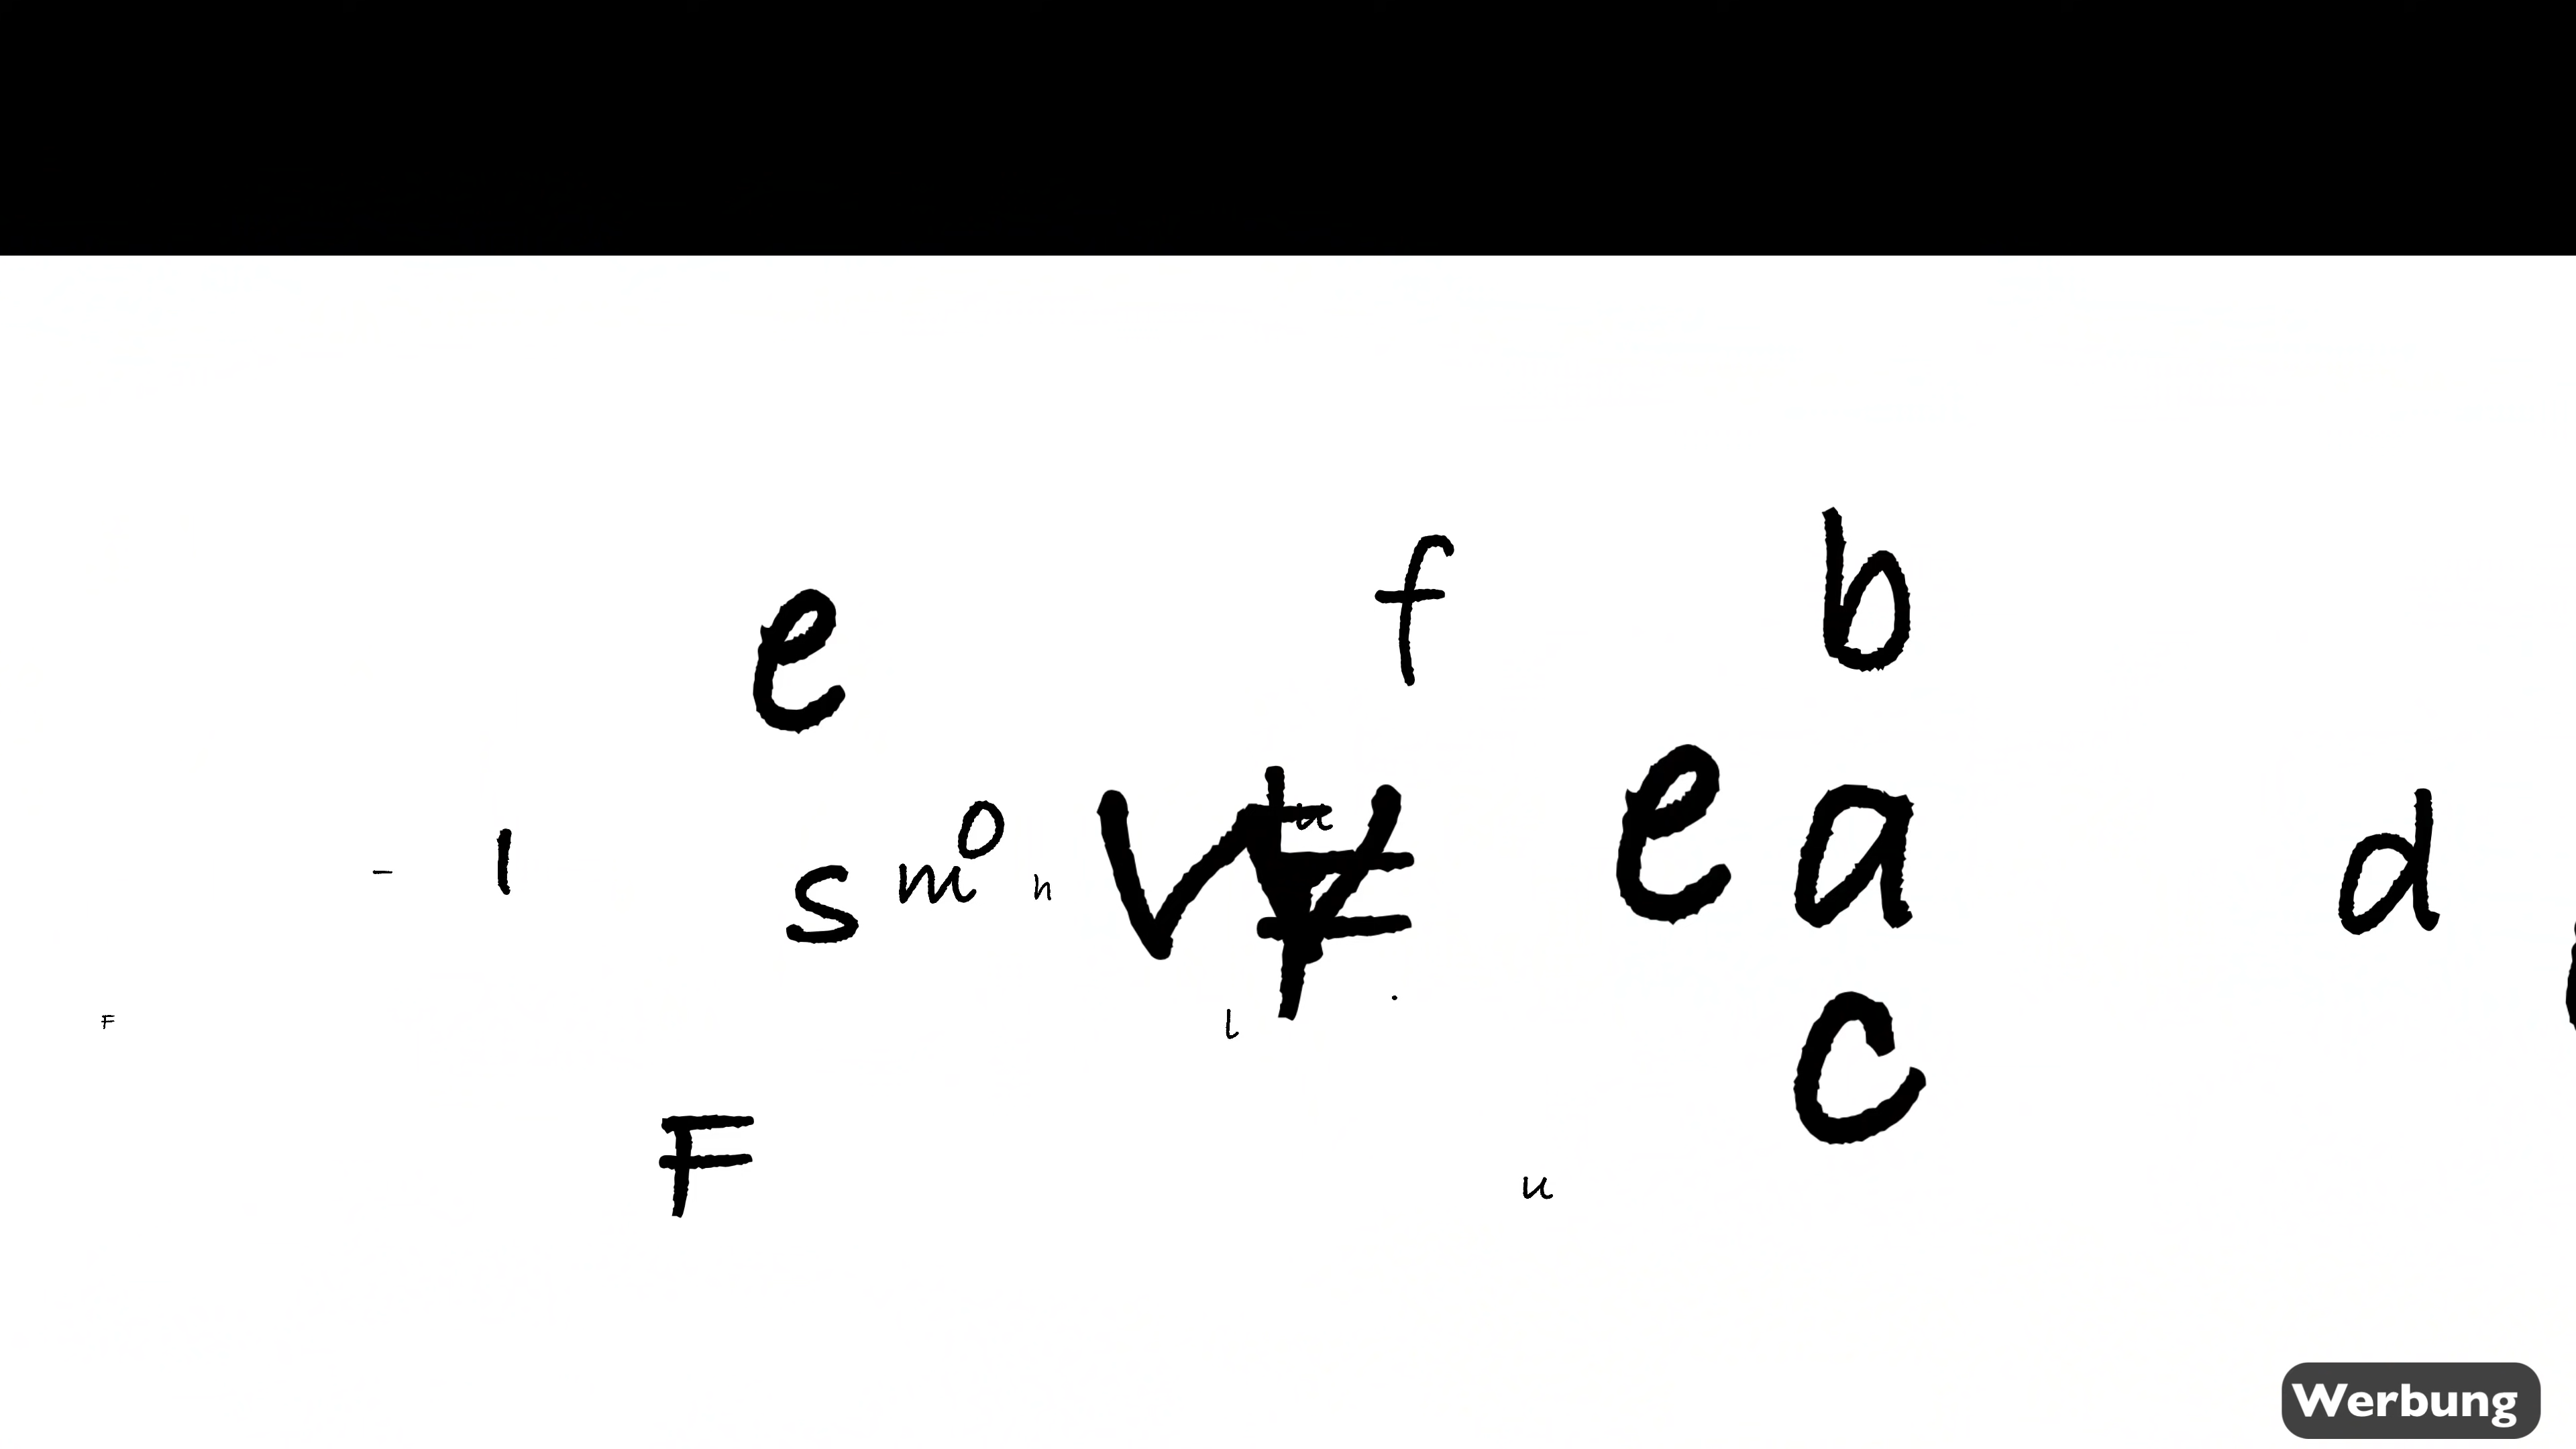 f b
e
e
t u
- l o a d
s m n W F
F l .
c
F u
Werbung